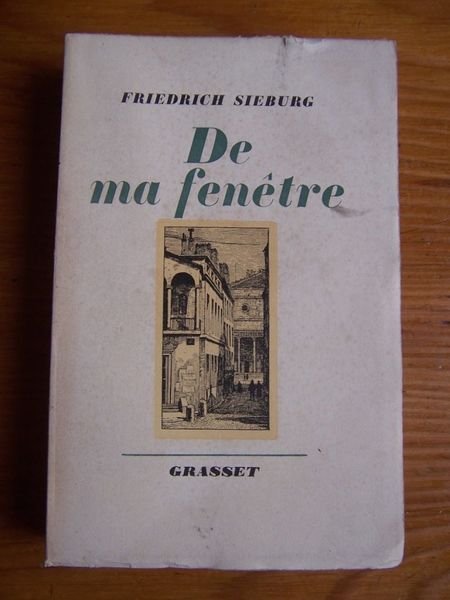 FRIEDRICH SIEBURG
De
ma fenêtre
GRASSET